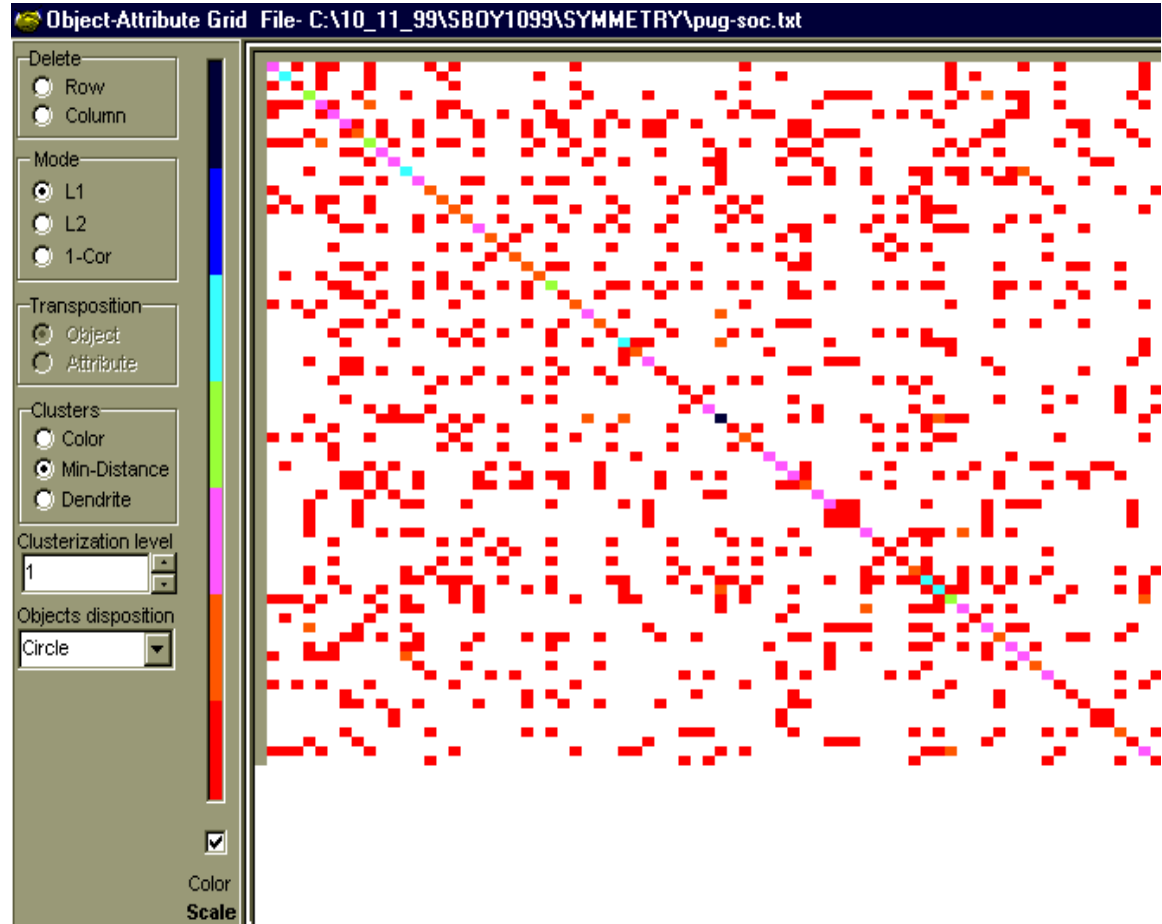 Object-Attribute Grid File- C:\10_11_99\SBOY1099\SYMMETRY\pug-soc.txt
Delete
Row
Column
Mode
L1
L2
1-Cor
Transposition
Object
Attribute
Clusters
Color
Min-Distance
Dendrite
Clusterization level
1
Objects disposition
Circle
Color
Scale